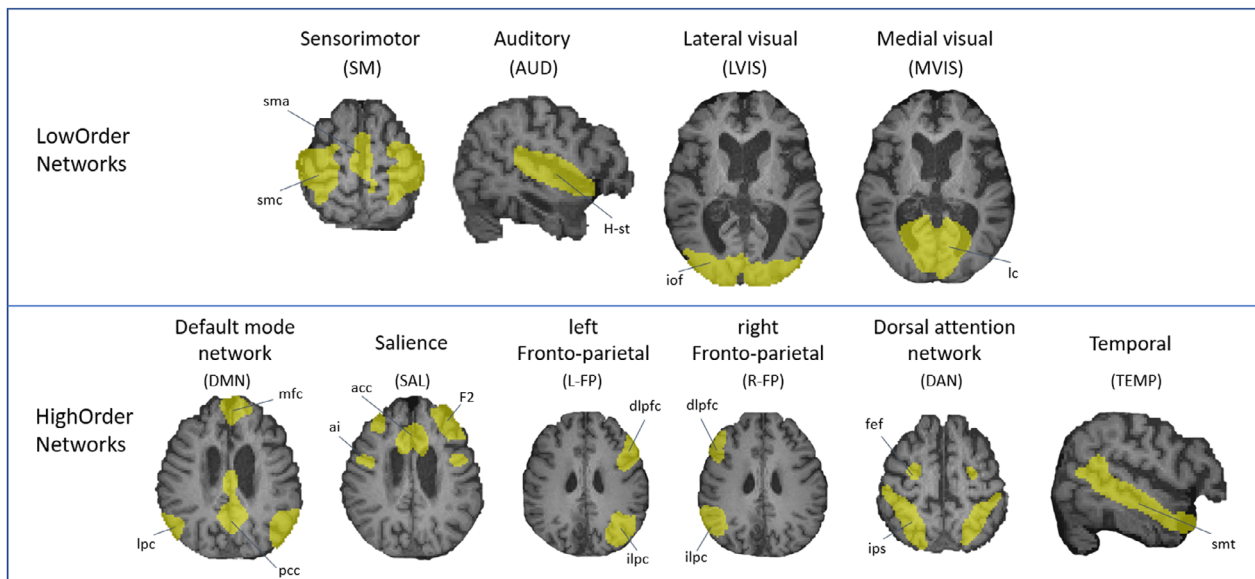 Sensorimotor
(SM)
Auditory
(AUD)
Lateral visual
(LVIS)
Medial visual
(MVIS)
LowOrder
Networks
sma
smc
H-st
iof
lc
Default mode
network
(DMN)
Salience
(SAL)
left
Fronto-parietal
(L-FP)
right
Fronto-parietal
(R-FP)
Dorsal attention
network
(DAN)
Temporal
(TEMP)
HighOrder
Networks
mfc
lpc
pcc
acc
F2
ai
dlpfc
ilpc
dlpfc
ilpc
fef
ips
smt